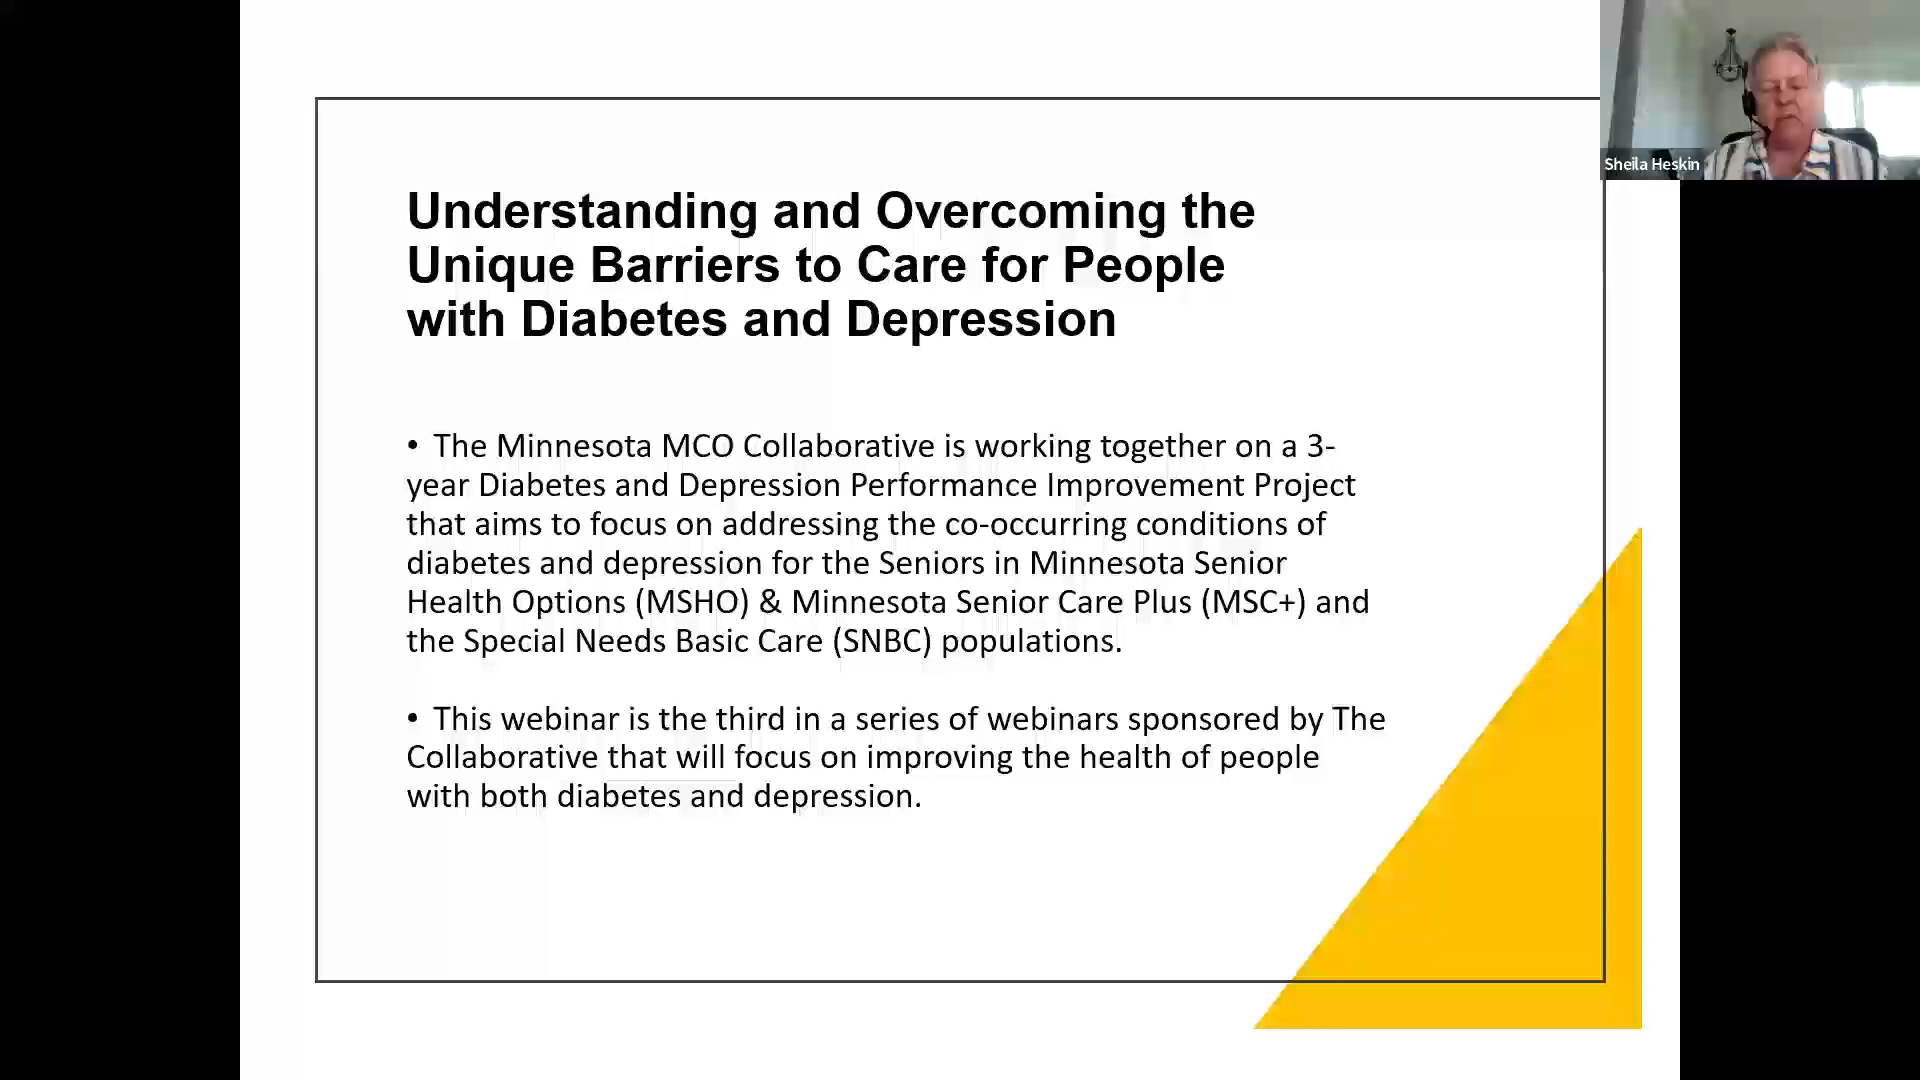 Sheila Heskin
Understanding and Overcoming the
Unique Barriers to Care for People
with Diabetes and Depression
• The Minnesota MCO Collaborative is working together on a 3-
year Diabetes and Depression Performance Improvement Project
that aims to focus on addressing the co-occurring conditions of
diabetes and depression for the Seniors in Minnesota Senior
Health Options (MSHO) & Minnesota Senior Care Plus (MSC+) and
the Special Needs Basic Care (SNBC) populations.
• This webinar is the third in a series of webinars sponsored by The
Collaborative that will focus on improving the health of people
with both diabetes and depression.